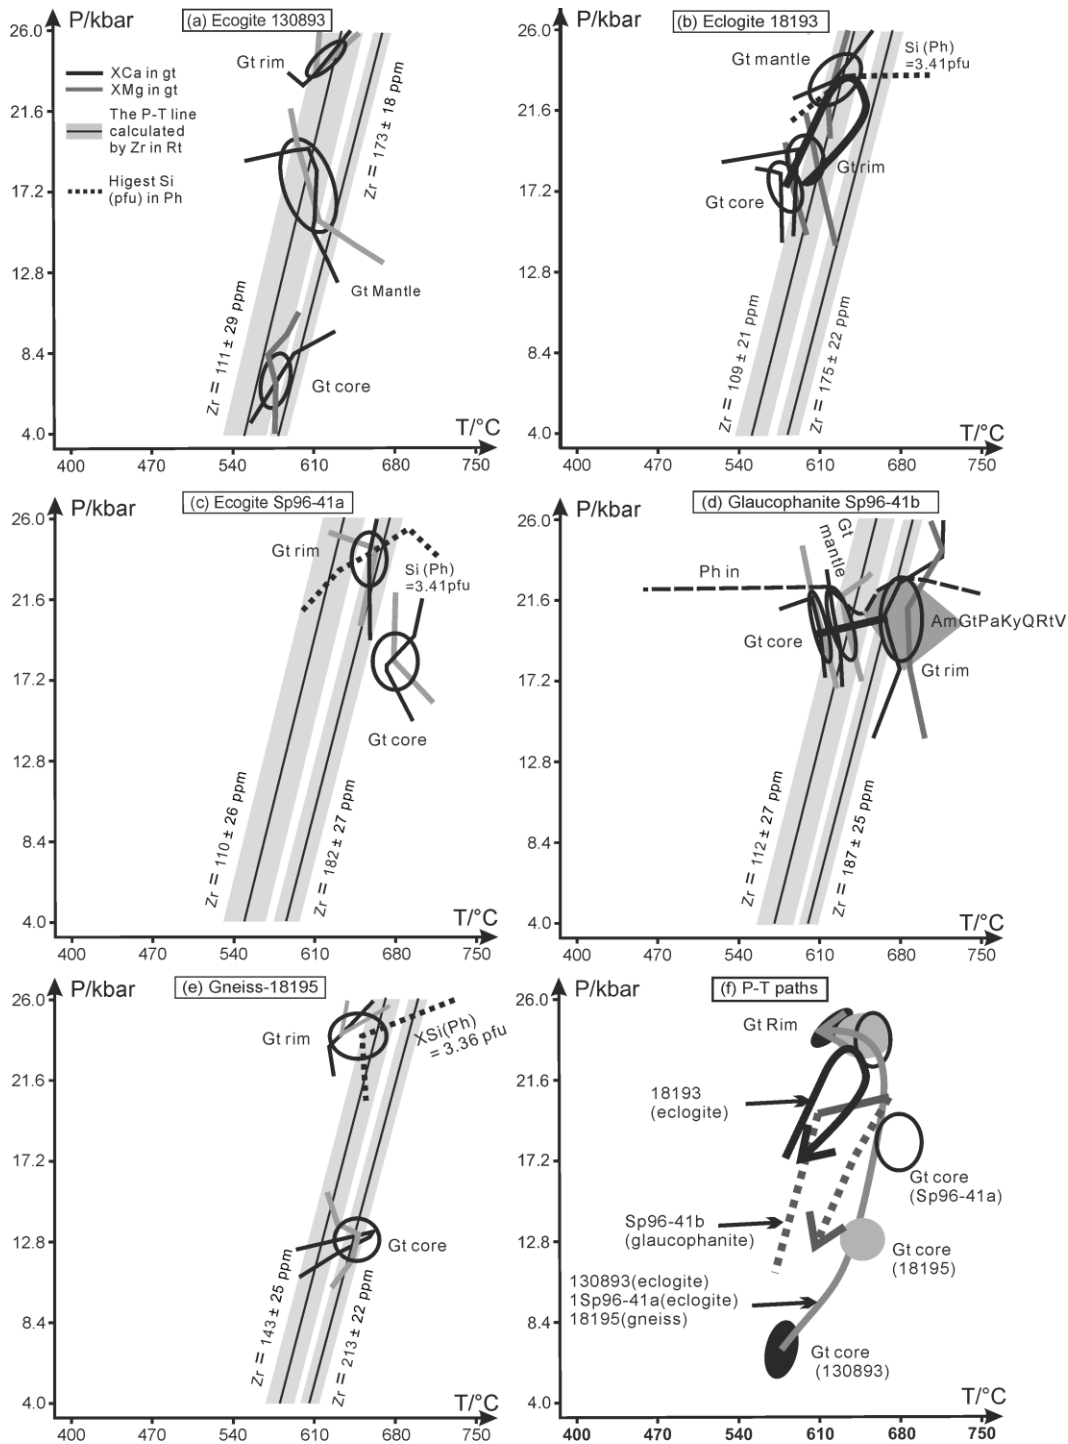 P/kbar
(a) Ecogite 130893
26.0
Gt rim
XCa in gt
XMg in gt
The P-T line
calculated
by Zr in Rt
Higest Si
(pfu) in Ph
21.6
17.2
12.8
8.4
4.0
Zr = 173 ± 18 ppm
Gt Mantle
Zr = 111 ± 29 ppm
Gt core
T/°C
400
470
540
610
680
750
P/kbar
(b) Eclogite 18193
26.0
Gt mantle
Si (Ph)
=3.41pfu
21.6
Gt rim
17.2
Gt core
12.8
8.4
4.0
Zr = 109 ± 21 ppm
Zr = 175 ± 22 ppm
T/°C
400
470
540
610
680
750
P/kbar
(c) Ecogite Sp96-41a
26.0
Gt rim
Si (Ph)
=3.41pfu
21.6
17.2
Gt core
12.8
8.4
4.0
Zr = 110 ± 26 ppm
Zr = 182 ± 27 ppm
T/°C
400
470
540
610
680
750
P/kbar
(d) Glaucophanite Sp96-41b
26.0
Gt
mantle
Ph in
21.6
AmGtPaKyQRtV
Gt core
Gt rim
17.2
12.8
8.4
4.0
Zr = 112 ± 27 ppm
Zr = 187 ± 25 ppm
T/°C
400
470
540
610
680
750
P/kbar
(e) Gneiss-18195
26.0
Gt rim
XSi(Ph)
= 3.36 pfu
21.6
17.2
12.8
Gt core
8.4
4.0
Zr = 143 ± 25 ppm
Zr = 213 ± 22 ppm
T/°C
400
470
540
610
680
750
P/kbar
(f) P-T paths
26.0
Gt Rim
21.6
18193
(eclogite)
17.2
Gt core
(Sp96-41a)
Sp96-41b
(glaucophanite)
12.8
Gt core
(18195)
130893(eclogite)
1Sp96-41a(eclogite)
18195(gneiss)
8.4
Gt core
(130893)
4.0
T/°C
400
470
540
610
680
750